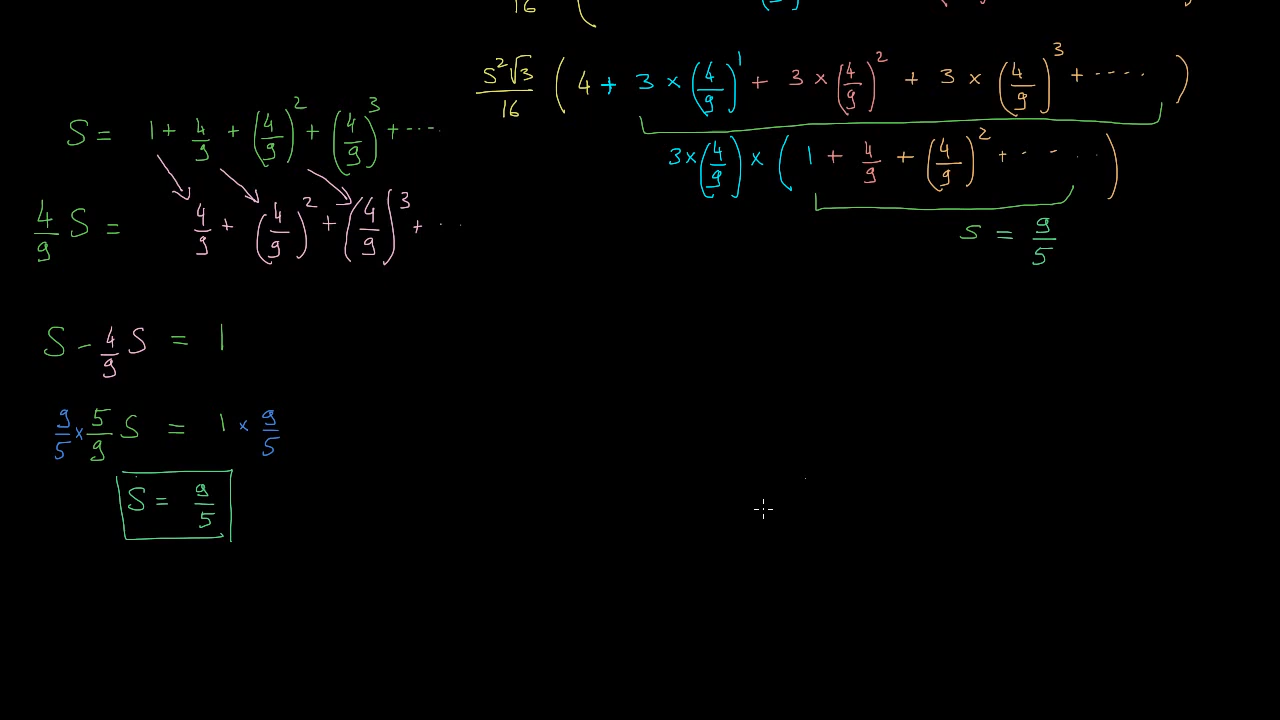 16 (
S²√3/16 (4 + 3 × (4/9)¹ + 3 × (4/9)² + 3 × (4/9)³ + ····· )
S = 1 + 4/9 + (4/9)² + (4/9)³ + ····
3×(4/9) × (1 + 4/9 + (4/9)² + ····· )
4/9 S = 4/9 + (4/9)² + (4/9)³ + ···
S = 9/5
S - 4/9 S = 1
9/5 × 5/9 S = 1 × 9/5
S = 9/5